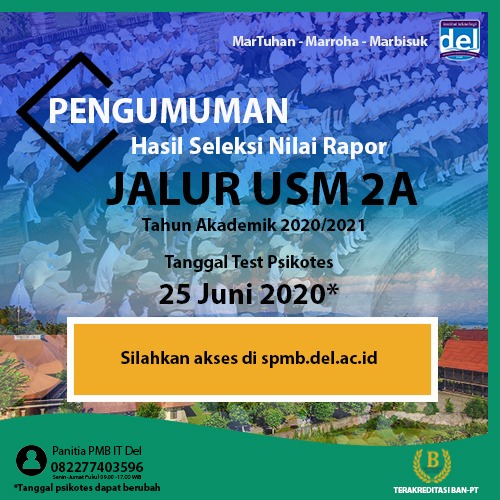 MarTuhan - Marroha - Marbisuk
del
PENGUMUMAN
Hasil Seleksi Nilai Rapor
JALUR USM 2A
Tahun Akademik 2020/2021
Tanggal Test Psikotes
25 Juni 2020*
Silahkan akses di spmb.del.ac.id
Panitia PMB IT Del
082277403596
Senin-Jumat Pukul 09.00 - 17.00 WIB
*Tanggal psikotes dapat berubah
B
TERAKREDITASI BAN-PT